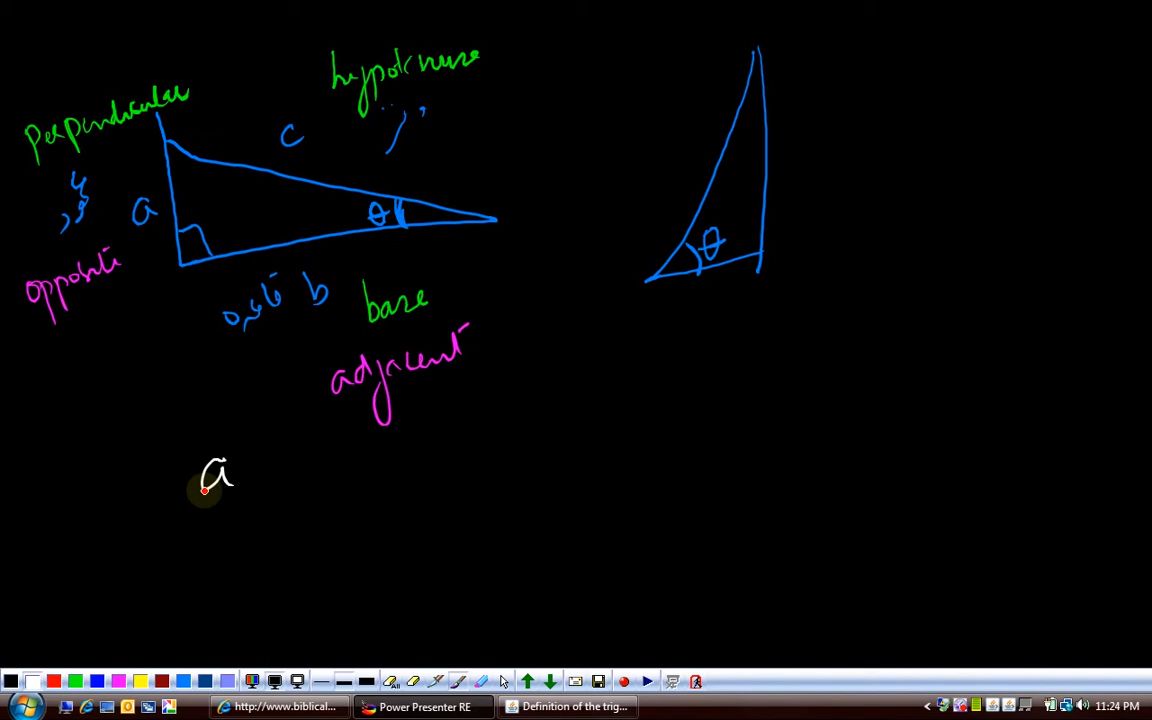 hypotenuse
Perpendicular
c
a
θ
θ
opposite
b
base
adjacent
a
http://www.biblical...
Power Presenter RE
Definition of the trig...
11:24 PM